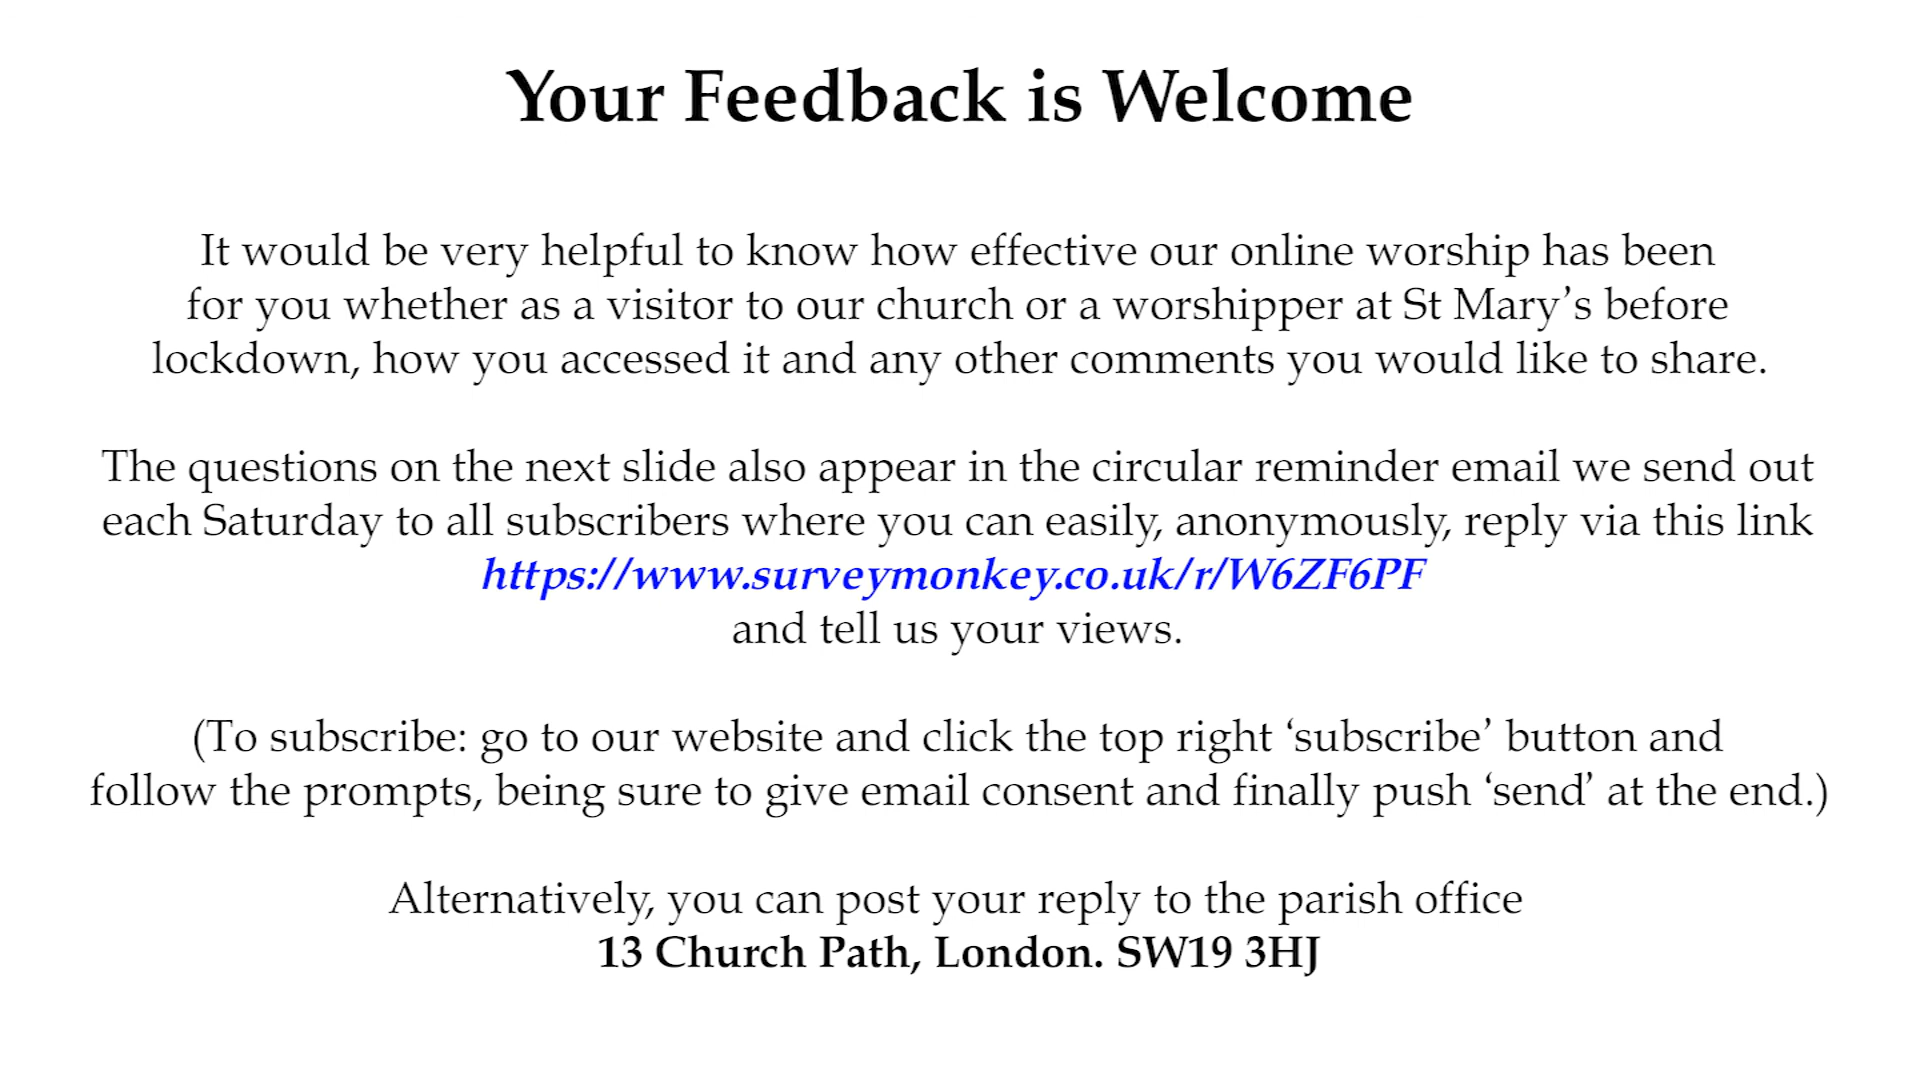 Your Feedback is Welcome
It would be very helpful to know how effective our online worship has been
for you whether as a visitor to our church or a worshipper at St Mary’s before
lockdown, how you accessed it and any other comments you would like to share.
The questions on the next slide also appear in the circular reminder email we send out
each Saturday to all subscribers where you can easily, anonymously, reply via this link
https://www.surveymonkey.co.uk/r/W6ZF6PF
and tell us your views.
(To subscribe: go to our website and click the top right ‘subscribe’ button and
follow the prompts, being sure to give email consent and finally push ‘send’ at the end.)
Alternatively, you can post your reply to the parish office
13 Church Path, London. SW19 3HJ